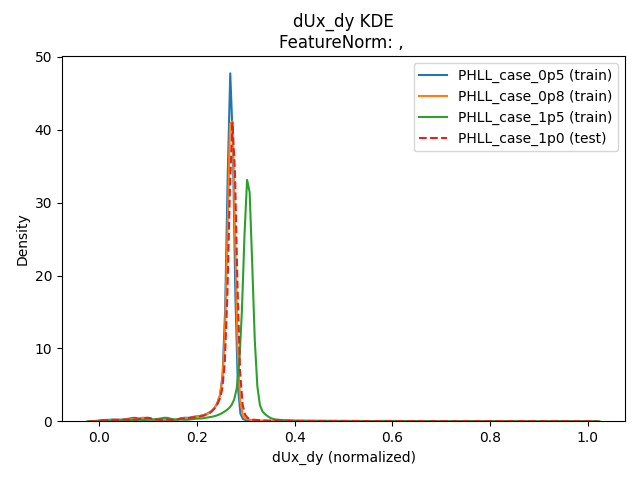 dUx_dy KDE
FeatureNorm: ,
PHLL_case_0p5 (train)
PHLL_case_0p8 (train)
PHLL_case_1p5 (train)
PHLL_case_1p0 (test)
Density
50
40
30
20
10
0
0.0 0.2 0.4 0.6 0.8 1.0
dUx_dy (normalized)